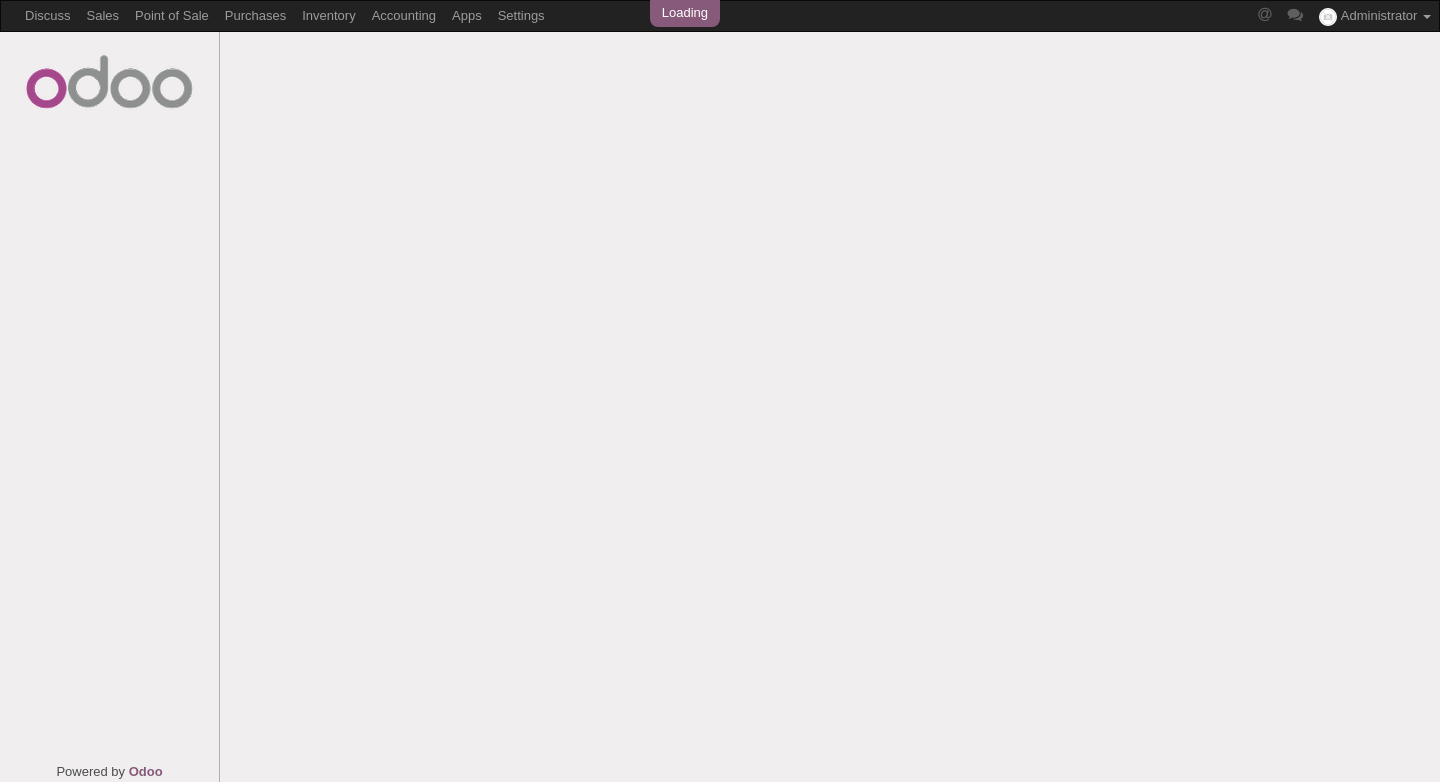 Discuss Sales Point of Sale Purchases Inventory Accounting Apps Settings Loading @ Administrator
odoo
Powered by Odoo